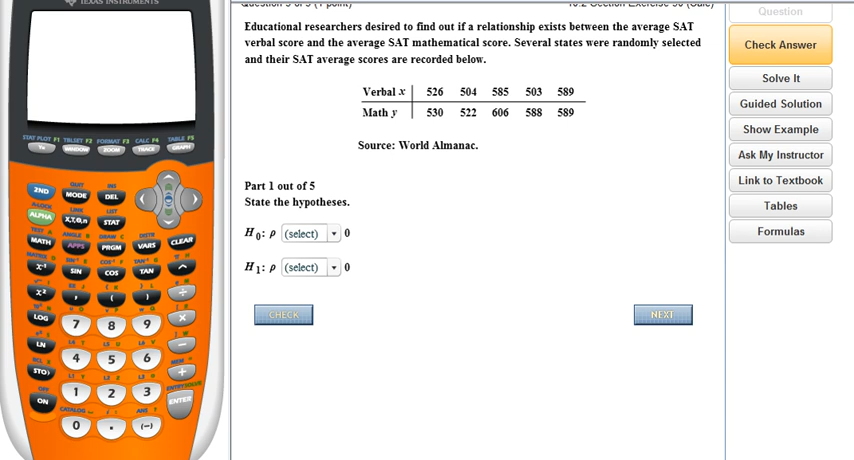 TEXAS INSTRUMENTS
Question
Educational researchers desired to find out if a relationship exists between the average SAT
verbal score and the average SAT mathematical score. Several states were randomly selected
and their SAT average scores are recorded below.
Verbal x 526 504 585 503 589
Math y 530 522 606 588 589
Source: World Almanac.
Part 1 out of 5
State the hypotheses.
H0: ρ (select) 0
H1: ρ (select) 0
CHECK
NEXT
Check Answer
Solve It
Guided Solution
Show Example
Ask My Instructor
Link to Textbook
Tables
Formulas
STAT PLOT F1 TBLSET F2 FORMAT F3 CALC F4 TABLE F5
Y= WINDOW ZOOM TRACE GRAPH
2ND MODE DEL
ALPHA X,T,θ,n STAT
MATH APPS PRGM VARS CLEAR
x-1 SIN COS TAN ^
x2 , ( ) ÷
LOG 7 8 9 ×
LN 4 5 6 −
STO› 1 2 3 +
ON 0 . (−) ENTER